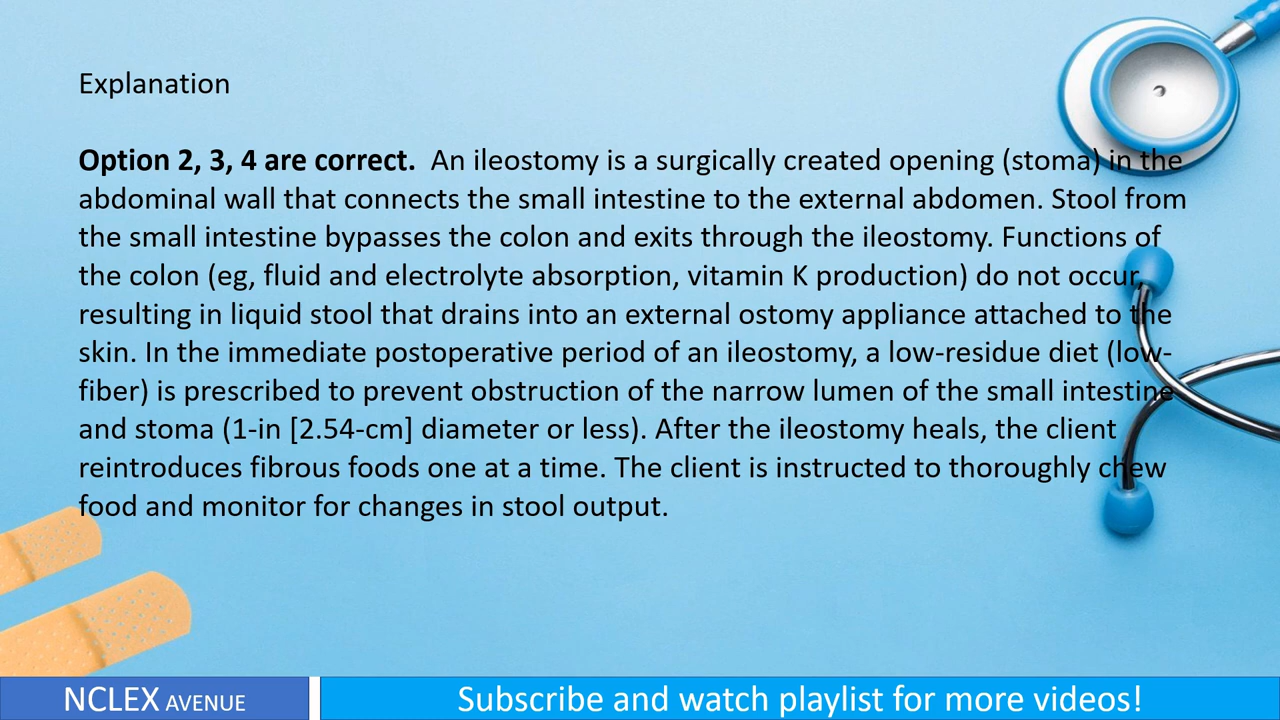 Explanation
Option 2, 3, 4 are correct. An ileostomy is a surgically created opening (stoma) in the
abdominal wall that connects the small intestine to the external abdomen. Stool from
the small intestine bypasses the colon and exits through the ileostomy. Functions of
the colon (eg, fluid and electrolyte absorption, vitamin K production) do not occur,
resulting in liquid stool that drains into an external ostomy appliance attached to the
skin. In the immediate postoperative period of an ileostomy, a low-residue diet (low-
fiber) is prescribed to prevent obstruction of the narrow lumen of the small intestine
and stoma (1-in [2.54-cm] diameter or less). After the ileostomy heals, the client
reintroduces fibrous foods one at a time. The client is instructed to thoroughly chew
food and monitor for changes in stool output.
NCLEX AVENUE
Subscribe and watch playlist for more videos!